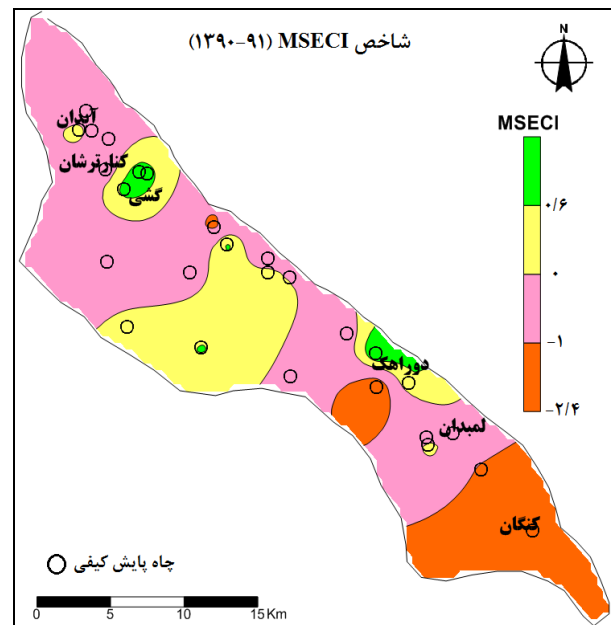 شاخص MSECI (۱۳۹۰-۹۱)
N
آبدان
کنارترشان
گشی
MSECI
۰/۶
۰
-۱
-۲/۴
دوراهک
لمبدان
کنگان
چاه پایش کیفی
0 5 10 15 Km